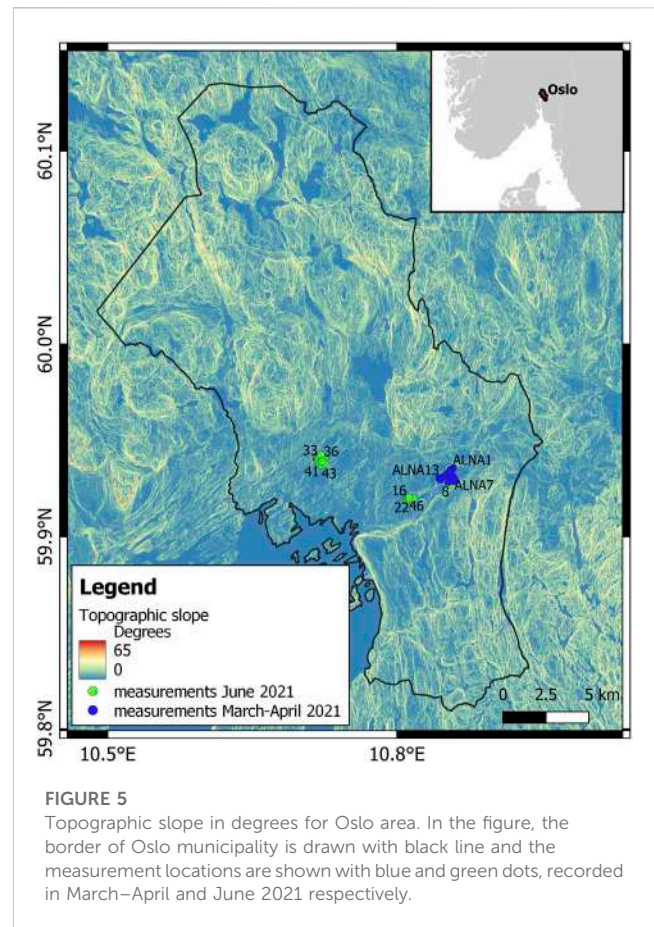 Oslo
60.1°N
60.0°N
59.9°N
59.8°N
33 36
41 43
ALNA13
ALNA1
16
8
ALNA7
22 46
Legend
Topographic slope
Degrees
65
0
measurements June 2021
measurements March-April 2021
0 2.5 5 km
10.5°E
10.8°E
FIGURE 5
Topographic slope in degrees for Oslo area. In the figure, the
border of Oslo municipality is drawn with black line and the
measurement locations are shown with blue and green dots, recorded
in March–April and June 2021 respectively.